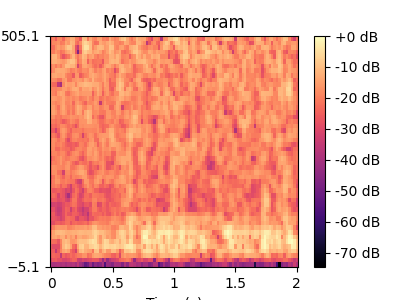 Mel Spectrogram
505.1
-5.1
0
0.5
1
1.5
2
+0 dB
-10 dB
-20 dB
-30 dB
-40 dB
-50 dB
-60 dB
-70 dB